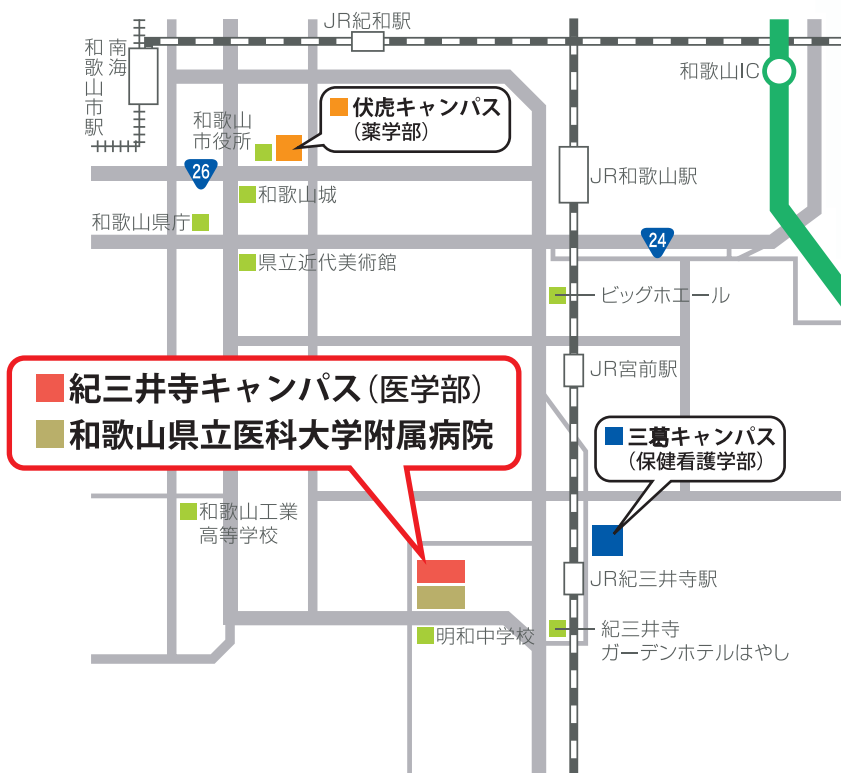 JR紀和駅
南海
和歌山市駅
和歌山IC
伏虎キャンパス
(薬学部)
和歌山
市役所
26
JR和歌山駅
和歌山城
和歌山県庁
24
県立近代美術館
ビッグホエール
JR宮前駅
紀三井寺キャンパス(医学部)
和歌山県立医科大学附属病院
三葛キャンパス
(保健看護学部)
和歌山工業
高等学校
JR紀三井寺駅
明和中学校
紀三井寺
ガーデンホテルはやし